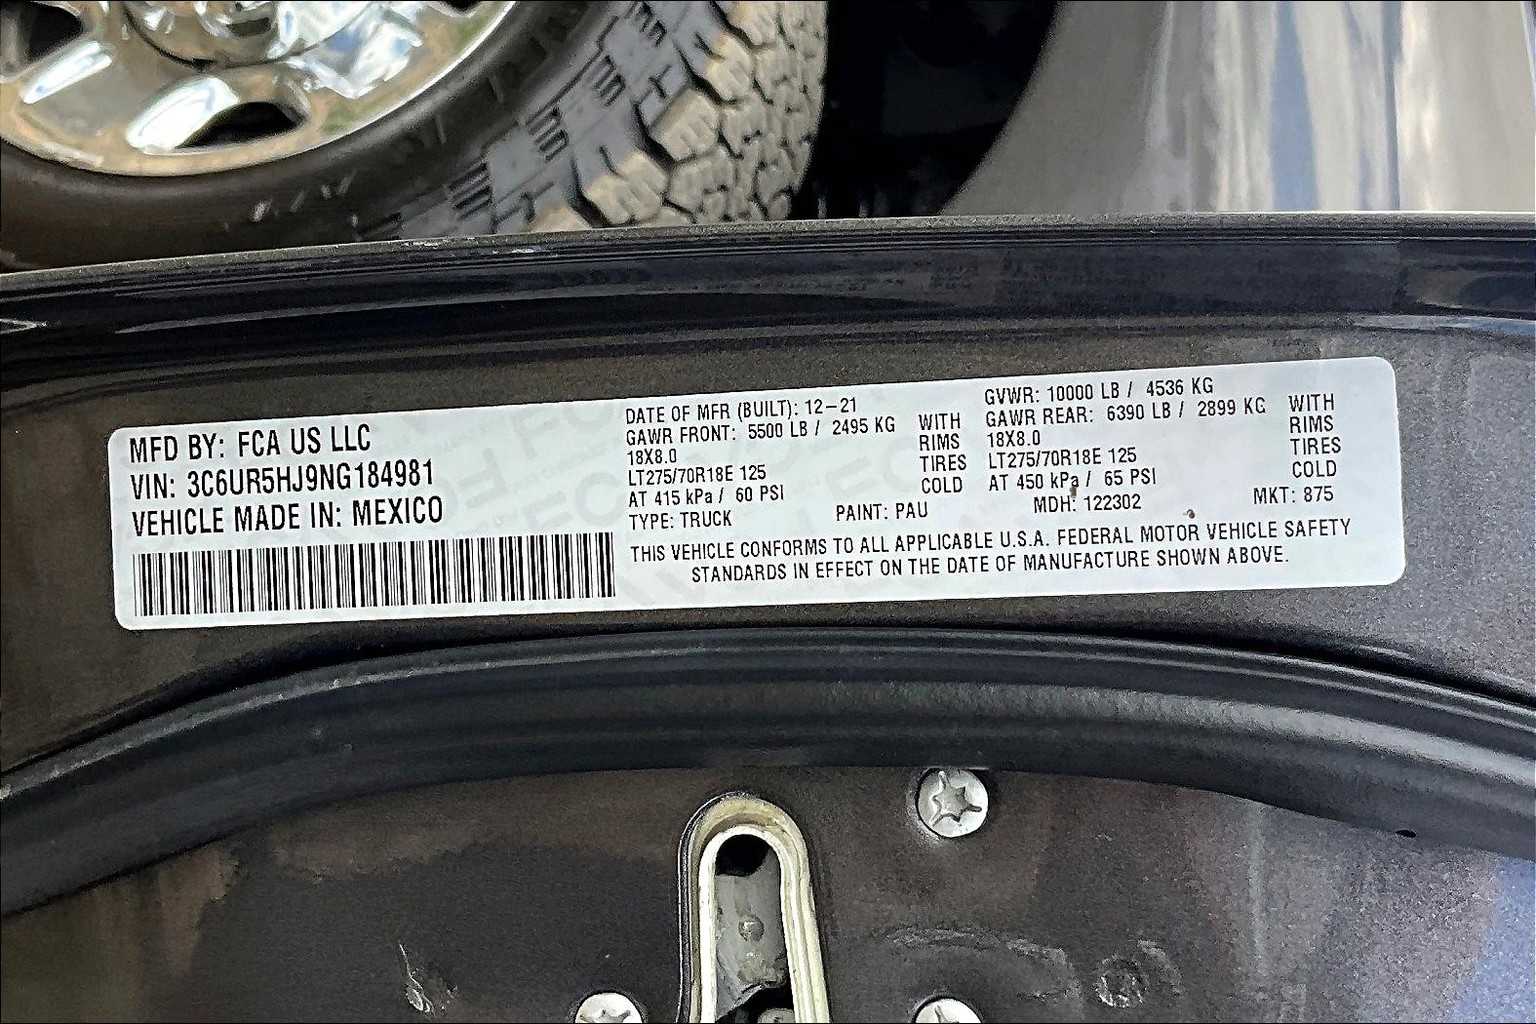 MFD BY: FCA US LLC
VIN: 3C6UR5HJ9NG184981
VEHICLE MADE IN: MEXICO
DATE OF MFR (BUILT): 12-21
GAWR FRONT: 5500 LB / 2495 KG WITH
18X8.0 RIMS
LT275/70R18E 125 TIRES
AT 415 kPa / 60 PSI COLD
TYPE: TRUCK
GVWR: 10000 LB / 4536 KG
GAWR REAR: 6390 LB / 2899 KG WITH
18X8.0 RIMS
LT275/70R18E 125 TIRES
AT 450 kPa / 65 PSI COLD
PAINT: PAU MDH: 122302 MKT: 875
THIS VEHICLE CONFORMS TO ALL APPLICABLE U.S.A. FEDERAL MOTOR VEHICLE SAFETY
STANDARDS IN EFFECT ON THE DATE OF MANUFACTURE SHOWN ABOVE.